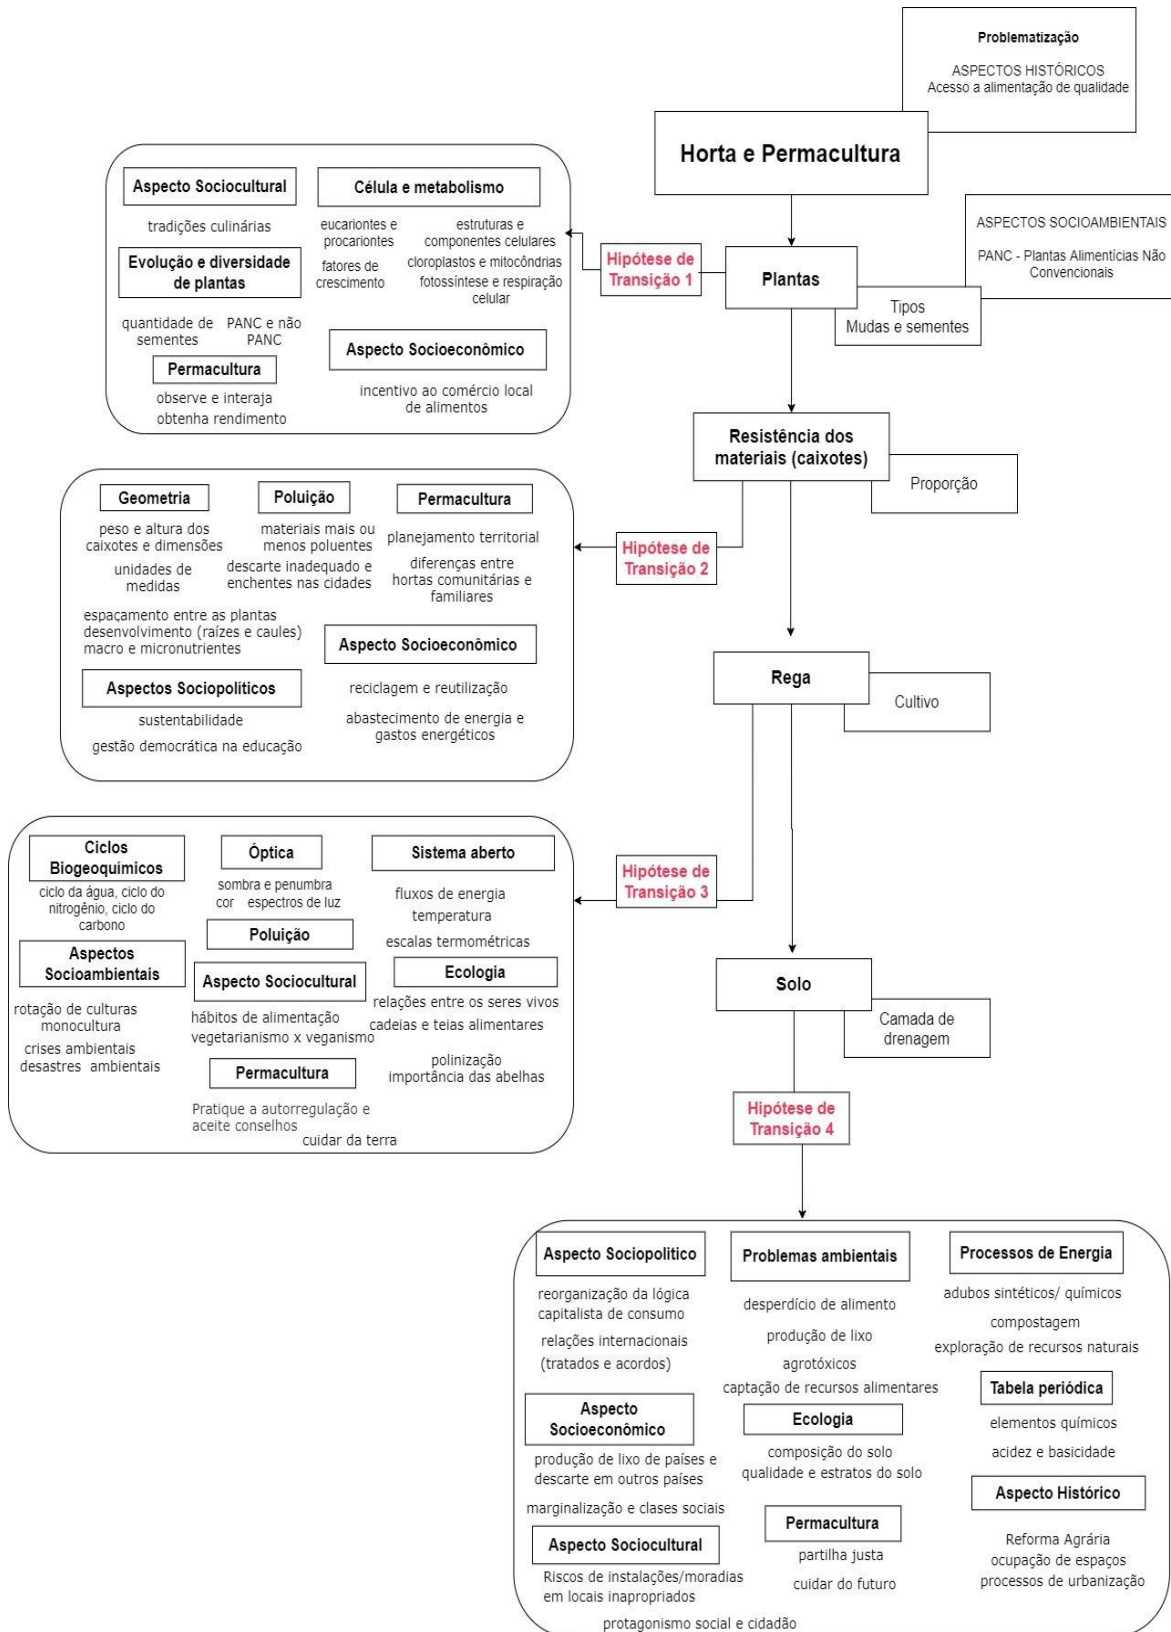 Problematização
ASPECTOS HISTÓRICOS
Acesso a alimentação de qualidade
Horta e Permacultura
ASPECTOS SOCIOAMBIENTAIS
PANC - Plantas Alimentícias Não
Convencionais
Plantas
Tipos
Mudas e sementes
Hipótese de
Transição 1
Aspecto Sociocultural
tradições culinárias
Evolução e diversidade
de plantas
quantidade de
sementes
PANC e não
PANC
Permacultura
observe e interaja
obtenha rendimento
Célula e metabolismo
eucariontes e
procariontes
fatores de
crescimento
estruturas e
componentes celulares
cloroplastos e mitocôndrias
fotossíntese e respiração
celular
Aspecto Socioeconômico
incentivo ao comércio local
de alimentos
Resistência dos
materiais (caixotes)
Proporção
Hipótese de
Transição 2
Geometria
peso e altura dos
caixotes e dimensões
unidades de
medidas
espaçamento entre as plantas
desenvolvimento (raízes e caules)
macro e micronutrientes
Aspectos Sociopolíticos
sustentabilidade
gestão democrática na educação
Poluição
materiais mais ou
menos poluentes
descarte inadequado e
enchentes nas cidades
Permacultura
planejamento territorial
diferenças entre
hortas comunitárias e
familiares
Aspecto Socioeconômico
reciclagem e reutilização
abastecimento de energia e
gastos energéticos
Rega
Cultivo
Hipótese de
Transição 3
Ciclos
Biogeoquímicos
ciclo da água, ciclo do
nitrogênio, ciclo do
carbono
Aspectos
Socioambientais
rotação de culturas
monocultura
crises ambientais
desastres ambientais
Óptica
sombra e penumbra
cor espectros de luz
Poluição
Aspecto Sociocultural
hábitos de alimentação
vegetarianismo x veganismo
Permacultura
Pratique a autorregulação e
aceite conselhos
cuidar da terra
Sistema aberto
fluxos de energia
temperatura
escalas termométricas
Ecologia
relações entre os seres vivos
cadeias e teias alimentares
polinização
importância das abelhas
Solo
Camada de
drenagem
Hipótese de
Transição 4
Aspecto Sociopolitico
reorganização da lógica
capitalista de consumo
relações internacionais
(tratados e acordos)
Aspecto
Socioeconômico
produção de lixo de países e
descarte em outros países
marginalização e clases sociais
Aspecto Sociocultural
Riscos de instalações/moradias
em locais inapropriados
protagonismo social e cidadão
Problemas ambientais
desperdício de alimento
produção de lixo
agrotóxicos
captação de recursos alimentares
Ecologia
composição do solo
qualidade e estratos do solo
Permacultura
partilha justa
cuidar do futuro
Processos de Energia
adubos sintéticos/ químicos
compostagem
exploração de recursos naturais
Tabela periódica
elementos químicos
acidez e basicidade
Aspecto Histórico
Reforma Agrária
ocupação de espaços
processos de urbanização